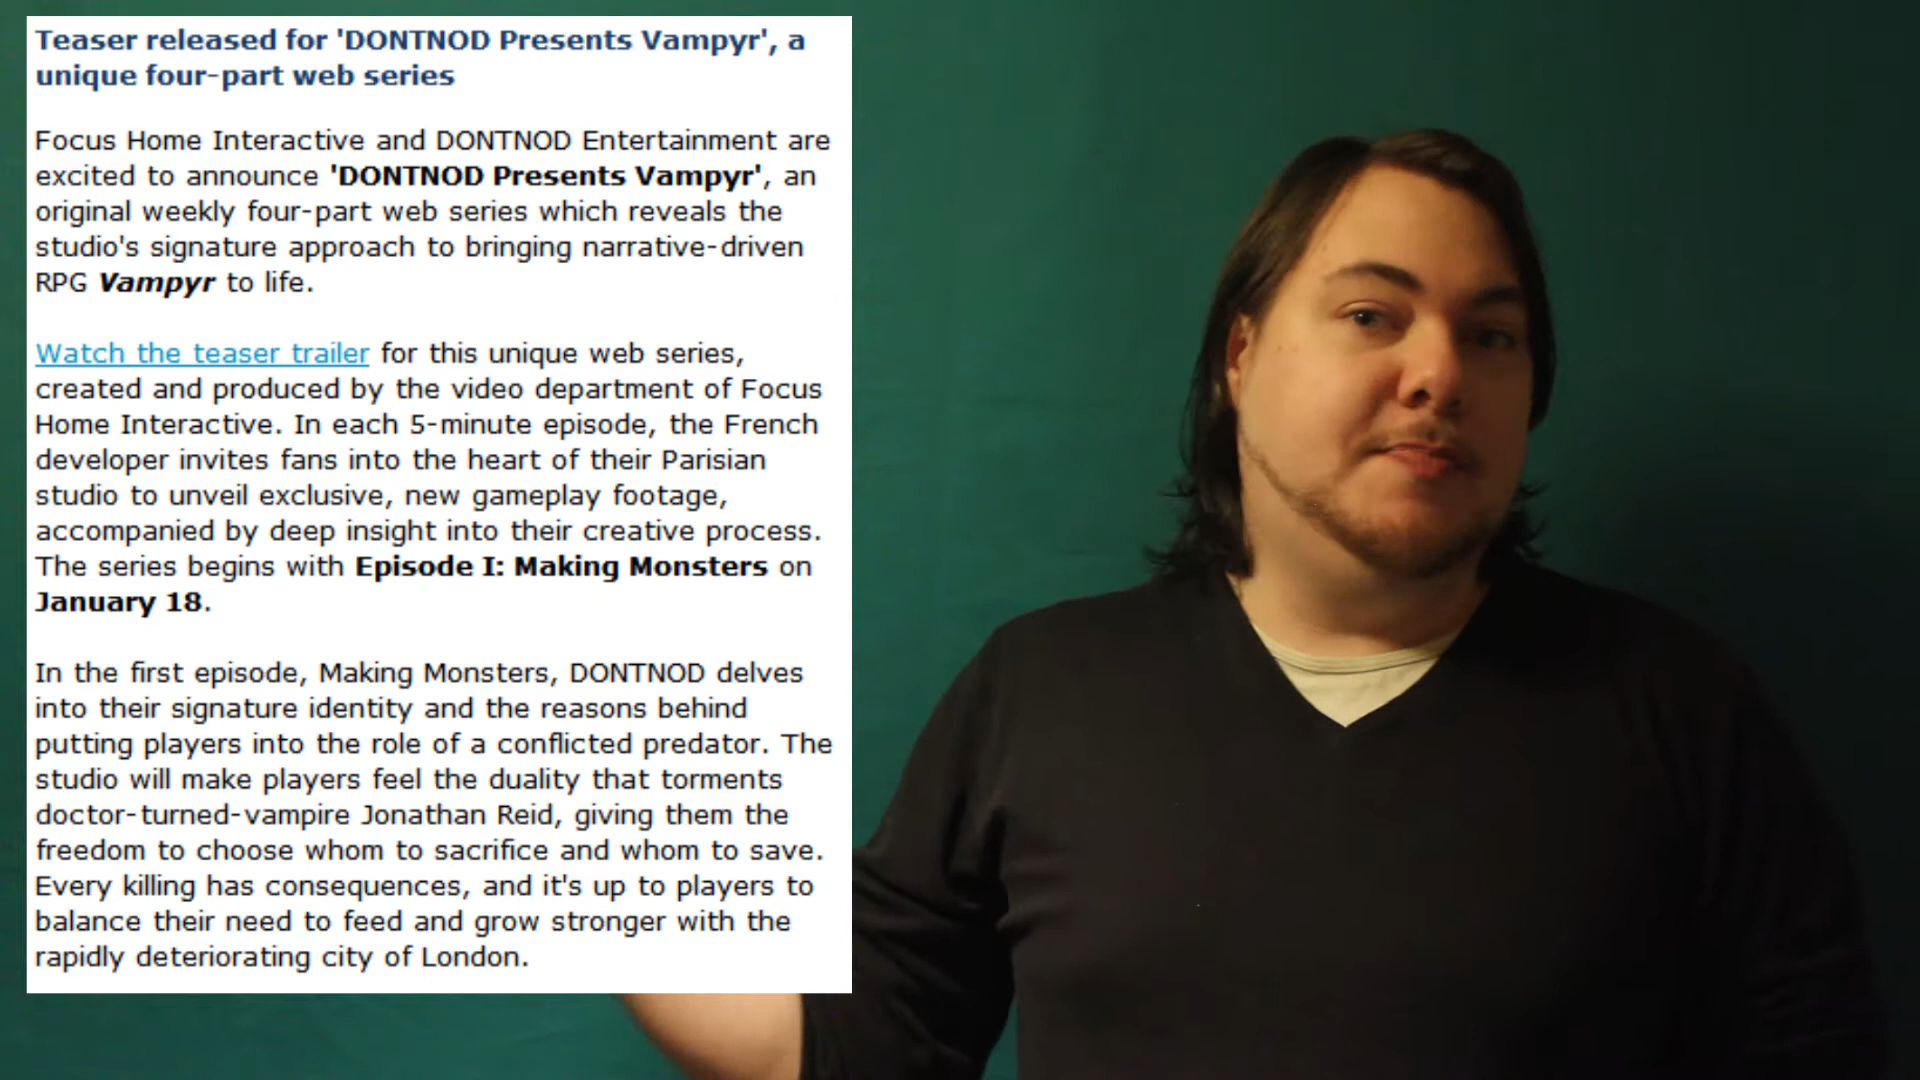 Teaser released for 'DONTNOD Presents Vampyr', a
unique four-part web series
Focus Home Interactive and DONTNOD Entertainment are
excited to announce 'DONTNOD Presents Vampyr', an
original weekly four-part web series which reveals the
studio's signature approach to bringing narrative-driven
RPG Vampyr to life.
Watch the teaser trailer for this unique web series,
created and produced by the video department of Focus
Home Interactive. In each 5-minute episode, the French
developer invites fans into the heart of their Parisian
studio to unveil exclusive, new gameplay footage,
accompanied by deep insight into their creative process.
The series begins with Episode I: Making Monsters on
January 18.
In the first episode, Making Monsters, DONTNOD delves
into their signature identity and the reasons behind
putting players into the role of a conflicted predator. The
studio will make players feel the duality that torments
doctor-turned-vampire Jonathan Reid, giving them the
freedom to choose whom to sacrifice and whom to save.
Every killing has consequences, and it's up to players to
balance their need to feed and grow stronger with the
rapidly deteriorating city of London.